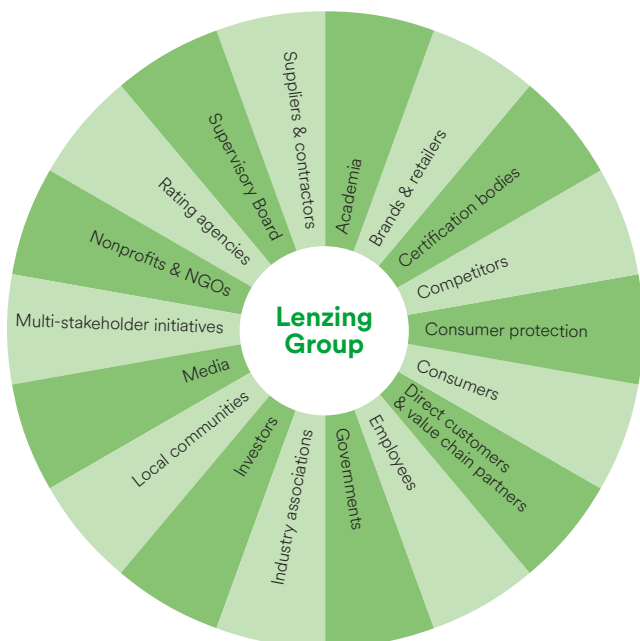 Lenzing
Group
Academia
Brands & retailers
Certification bodies
Competitors
Consumer protection
Consumers
Direct customers
& value chain partners
Employees
Governments
Industry associations
Investors
Local communities
Media
Multi-stakeholder initiatives
Nonprofits & NGOs
Rating agencies
Supervisory Board
Suppliers & contractors